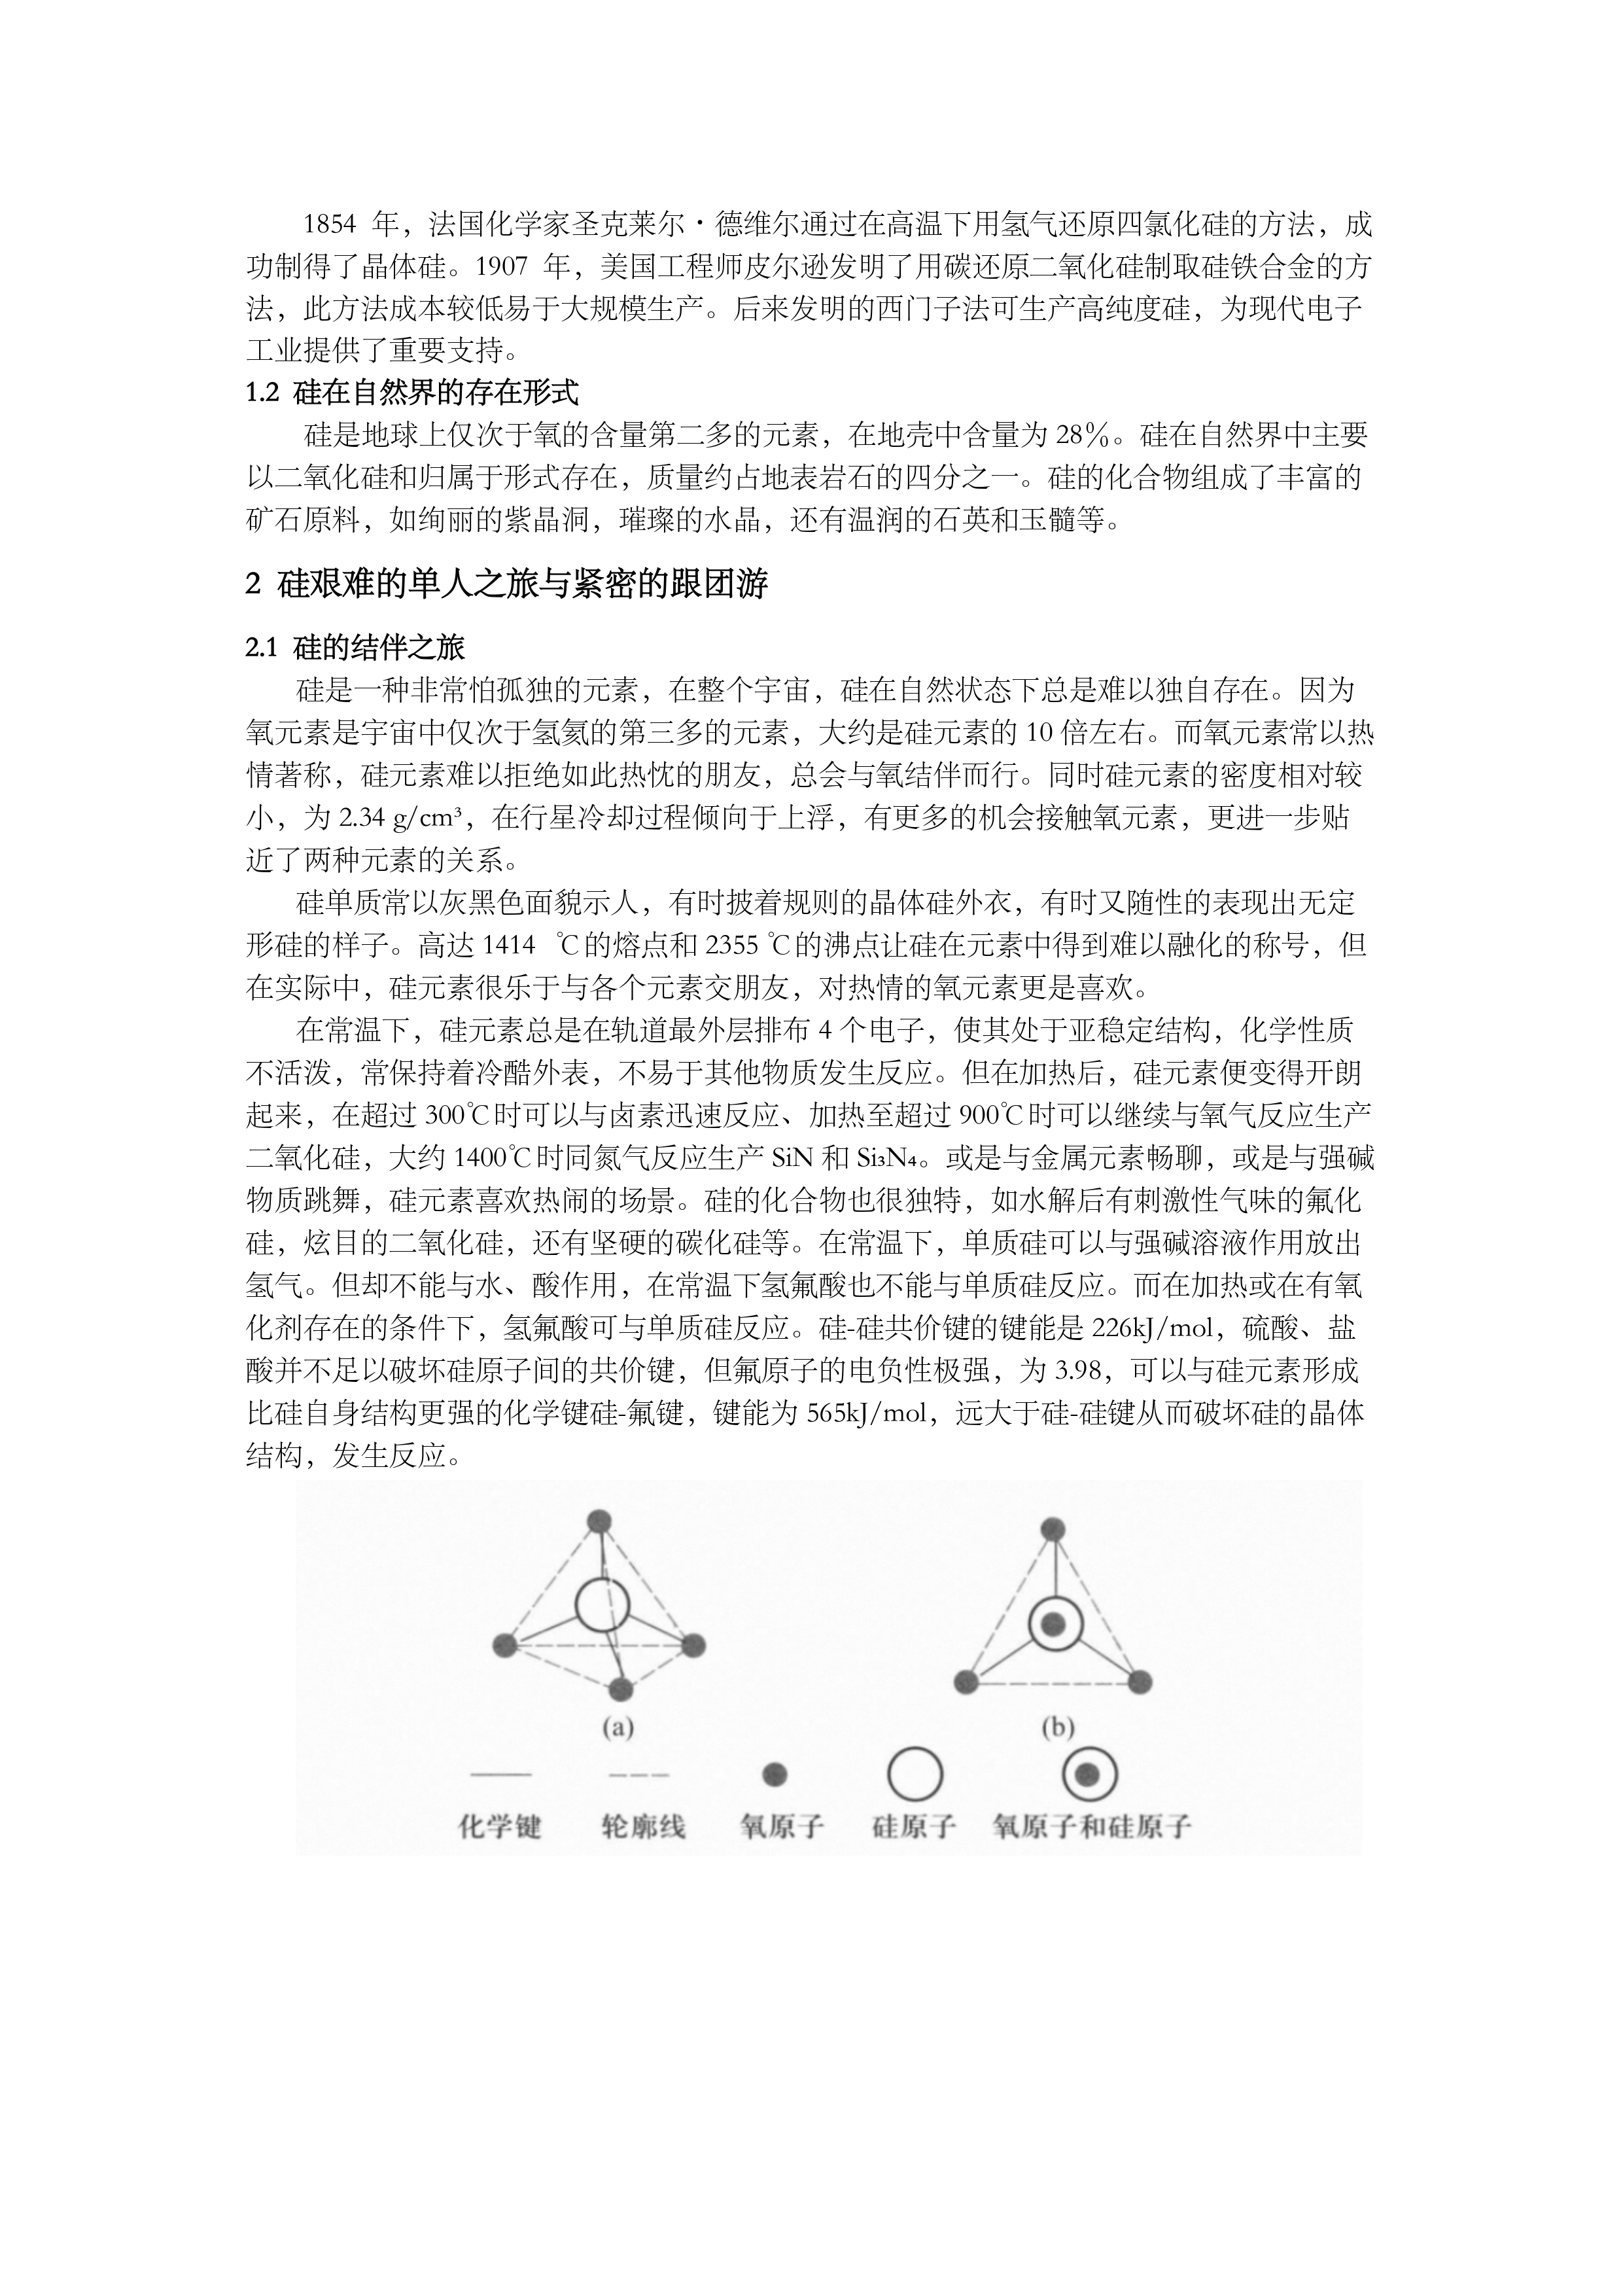 1854 年，法国化学家圣克莱尔·德维尔通过在高温下用氢气还原四氯化硅的方法，成
功制得了晶体硅。1907 年，美国工程师皮尔逊发明了用碳还原二氧化硅制取硅铁合金的方
法，此方法成本较低易于大规模生产。后来发明的西门子法可生产高纯度硅，为现代电子
工业提供了重要支持。
1.2 硅在自然界的存在形式
硅是地球上仅次于氧的含量第二多的元素，在地壳中含量为 28%。硅在自然界中主要
以二氧化硅和归属于形式存在，质量约占地表岩石的四分之一。硅的化合物组成了丰富的
矿石原料，如绚丽的紫晶洞，璀璨的水晶，还有温润的石英和玉髓等。
2 硅艰难的单人之旅与紧密的跟团游
2.1 硅的结伴之旅
硅是一种非常怕孤独的元素，在整个宇宙，硅在自然状态下总是难以独自存在。因为
氧元素是宇宙中仅次于氢氦的第三多的元素，大约是硅元素的 10 倍左右。而氧元素常以热
情著称，硅元素难以拒绝如此热忱的朋友，总会与氧结伴而行。同时硅元素的密度相对较
小，为 2.34 g/cm³，在行星冷却过程倾向于上浮，有更多的机会接触氧元素，更进一步贴
近了两种元素的关系。
硅单质常以灰黑色面貌示人，有时披着规则的晶体硅外衣，有时又随性的表现出无定
形硅的样子。高达 1414 ℃的熔点和 2355 ℃的沸点让硅在元素中得到难以融化的称号，但
在实际中，硅元素很乐于与各个元素交朋友，对热情的氧元素更是喜欢。
在常温下，硅元素总是在轨道最外层排布 4 个电子，使其处于亚稳定结构，化学性质
不活泼，常保持着冷酷外表，不易于其他物质发生反应。但在加热后，硅元素便变得开朗
起来，在超过 300℃时可以与卤素迅速反应、加热至超过 900℃时可以继续与氧气反应生产
二氧化硅，大约 1400℃时同氮气反应生产 SiN 和 Si₃N₄。或是与金属元素畅聊，或是与强碱
物质跳舞，硅元素喜欢热闹的场景。硅的化合物也很独特，如水解后有刺激性气味的氟化
硅，炫目的二氧化硅，还有坚硬的碳化硅等。在常温下，单质硅可以与强碱溶液作用放出
氢气。但却不能与水、酸作用，在常温下氢氟酸也不能与单质硅反应。而在加热或在有氧
化剂存在的条件下，氢氟酸可与单质硅反应。硅-硅共价键的键能是 226kJ/mol，硫酸、盐
酸并不足以破坏硅原子间的共价键，但氟原子的电负性极强，为 3.98，可以与硅元素形成
比硅自身结构更强的化学键硅-氟键，键能为 565kJ/mol，远大于硅-硅键从而破坏硅的晶体
结构，发生反应。
(a) (b)
化学键 轮廓线 氧原子 硅原子 氧原子和硅原子